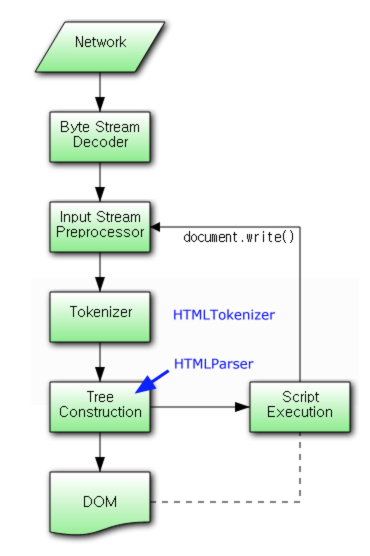 Network
Byte Stream
Decoder
Input Stream
Preprocessor
document.write()
Tokenizer
HTMLTokenizer
HTMLParser
Tree
Construction
Script
Execution
DOM